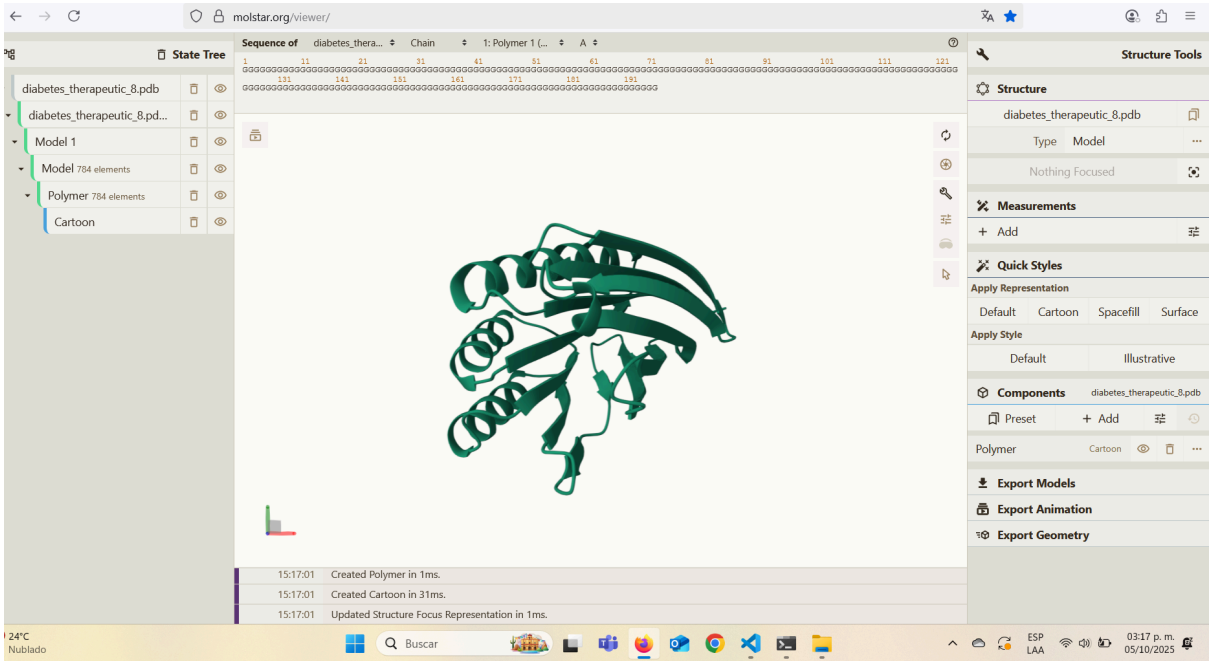 molstar.org/viewer/
State Tree
diabetes_therapeutic_8.pdb
diabetes_therapeutic_8.pd...
Model 1
Model 784 elements
Polymer 784 elements
Cartoon
Sequence of diabetes_thera... Chain 1: Polymer 1 (... A
1 11 21 31 41 51 61 71 81 91 101 111 121
GGGGGGGGGGGGGGGGGGGGGGGGGGGGGGGGGGGGGGGGGGGGGGGGGGGGGGGGGGGGGGGGGGGGGGGGGGGGGGGGGGGGGGGGGGGGGGGGGGGGGGGGGGGGGGGGGGGGGGGGGGGG
131 141 151 161 171 181 191
GGGGGGGGGGGGGGGGGGGGGGGGGGGGGGGGGGGGGGGGGGGGGGGGGGGGGGGGGGGGGGGGGGGGGGGG
15:17:01 Created Polymer in 1ms.
15:17:01 Created Cartoon in 31ms.
15:17:01 Updated Structure Focus Representation in 1ms.
Structure Tools
Structure
diabetes_therapeutic_8.pdb
Type Model
Nothing Focused
Measurements
+ Add
Quick Styles
Apply Representation
Default Cartoon Spacefill Surface
Apply Style
Default Illustrative
Components diabetes_therapeutic_8.pdb
Preset + Add
Polymer Cartoon
Export Models
Export Animation
Export Geometry
24°C
Nublado
Buscar
ESP
LAA
03:17 p. m.
05/10/2025